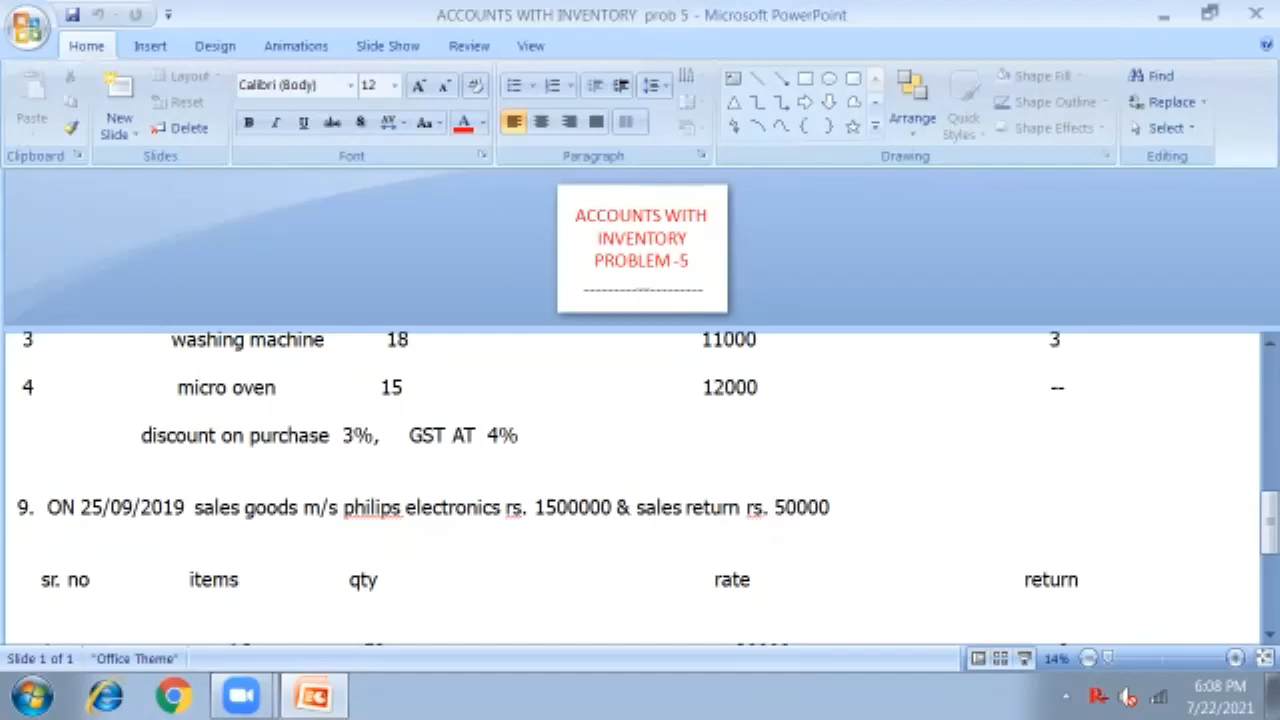 ACCOUNTS WITH INVENTORY prob 5 - Microsoft PowerPoint
Home Insert Design Animations Slide Show Review View
Paste
Clipboard
New
Slide
Layout
Reset
Delete
Slides
Calibri (Body) 12
B I U abc S AV Aa A
Font
Paragraph
Arrange
Quick
Styles
Shape Fill
Shape Outline
Shape Effects
Drawing
Find
Replace
Select
Editing
ACCOUNTS WITH
INVENTORY
PROBLEM -5
3 washing machine 18 11000 3
4 micro oven 15 12000 --
discount on purchase 3%, GST AT 4%
9. ON 25/09/2019 sales goods m/s philips electronics rs. 1500000 & sales return rs. 50000
sr. no items qty rate return
Slide 1 of 1 "Office Theme" 14%
6:08 PM
7/22/2021